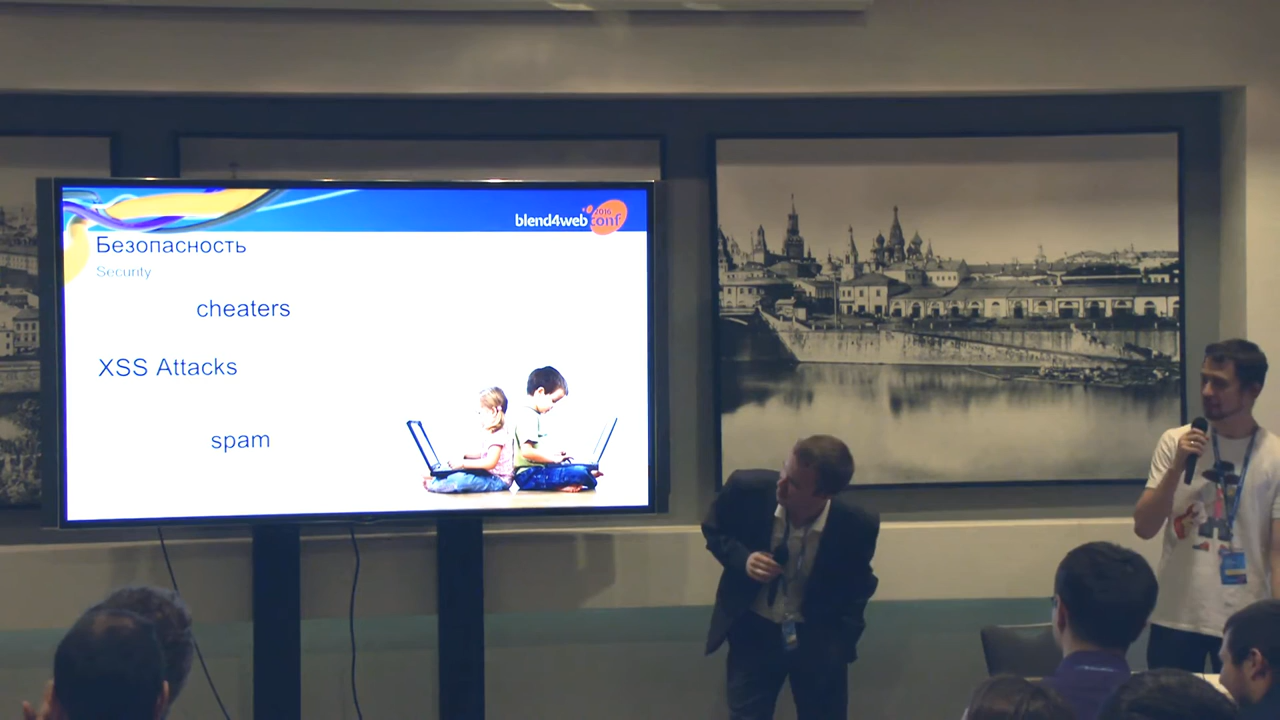 blend4web
2016
conf
Безопасность
Security
cheaters
XSS Attacks
spam